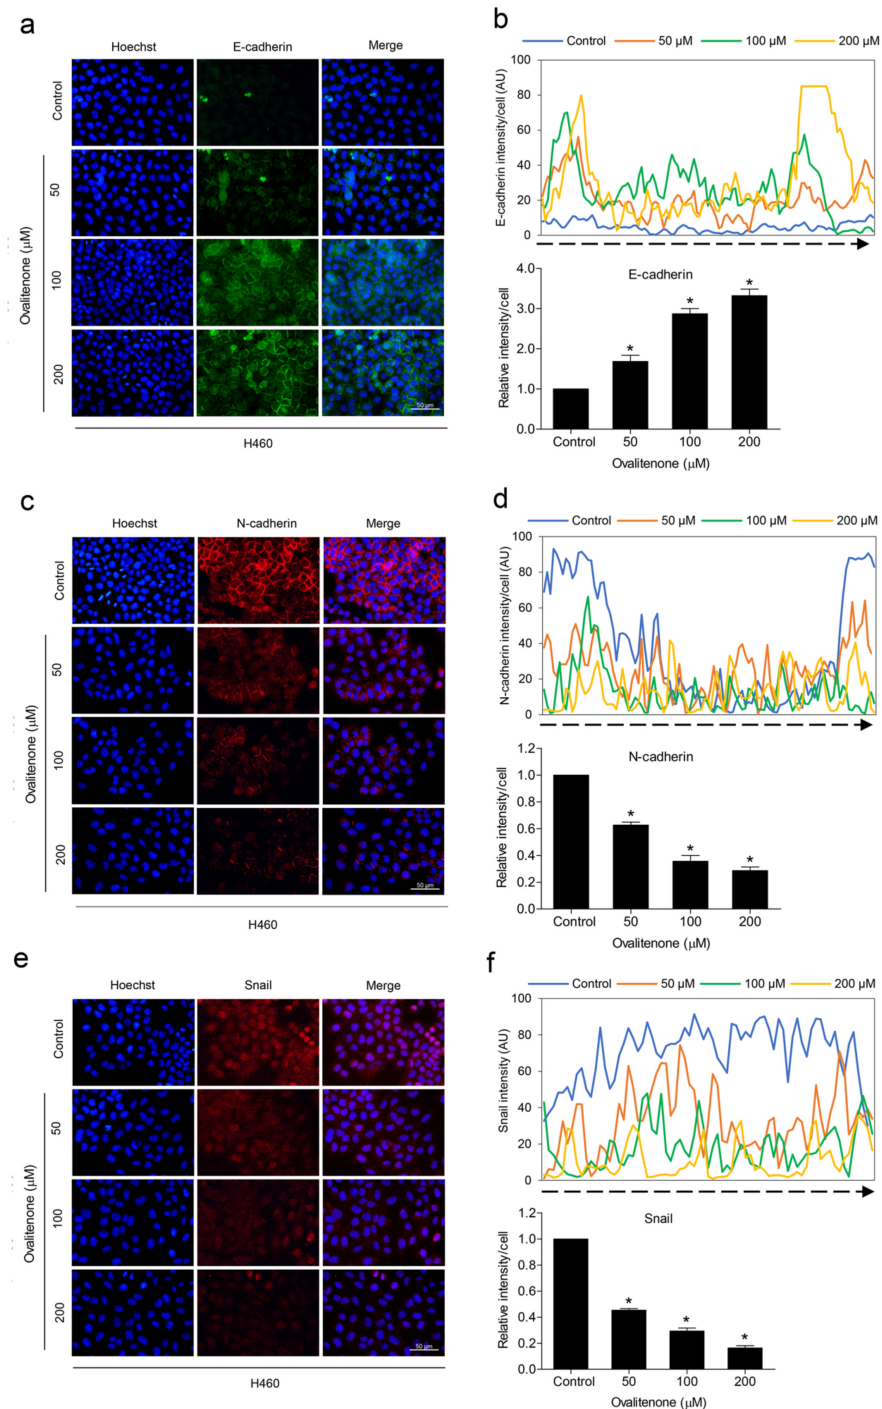 a
Hoechst E-cadherin Merge
Control
50
100
200
Ovalitenone (μM)
50 μm
H460
b
Control 50 μM 100 μM 200 μM
E-cadherin intensity/cell (AU)
100
80
60
40
20
0
E-cadherin
Relative intensity/cell
4.0
3.0
2.0
1.0
0.0
* * *
Control 50 100 200
Ovalitenone (μM)
c
Hoechst N-cadherin Merge
Control
50
100
200
Ovalitenone (μM)
50 μm
H460
d
Control 50 μM 100 μM 200 μM
N-cadherin intensity/cell (AU)
100
80
60
40
20
0
N-cadherin
Relative intensity/cell
1.2
1.0
0.8
0.6
0.4
0.2
0.0
* * *
Control 50 100 200
Ovalitenone (μM)
e
Hoechst Snail Merge
Control
50
100
200
Ovalitenone (μM)
50 μm
H460
f
Control 50 μM 100 μM 200 μM
Snail intensity (AU)
100
80
60
40
20
0
Snail
Relative intensity/cell
1.2
1.0
0.8
0.6
0.4
0.2
0.0
* * *
Control 50 100 200
Ovalitenone (μM)